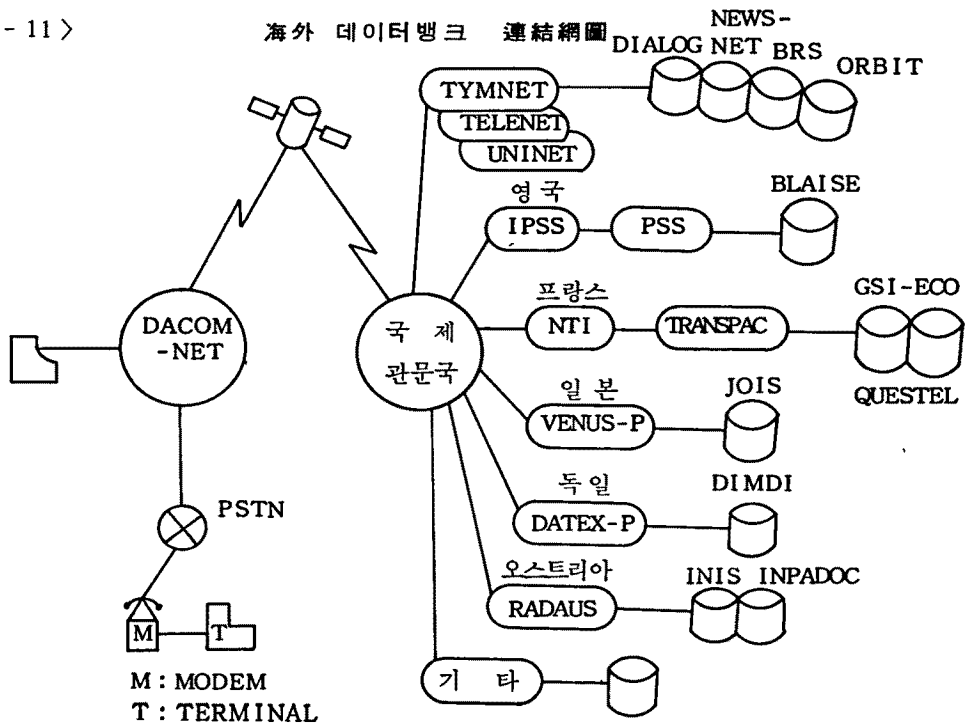 - 11 〉
海外 데이터뱅크 連結網圖
NEWS-
DIALOG NET BRS
ORBIT
TYMNET
TELENET
UNINET
영국
IPSS
PSS
BLAISE
프랑스
NTI
TRANSPAC
GSI-ECO
QUESTEL
DACOM
-NET
국 제
관문국
일본
VENUS-P
JOIS
독일
DATEX-P
DIMDI
PSTN
오스트리아
RADAUS
INIS INPADOC
M
T
기 타
M : MODEM
T : TERMINAL